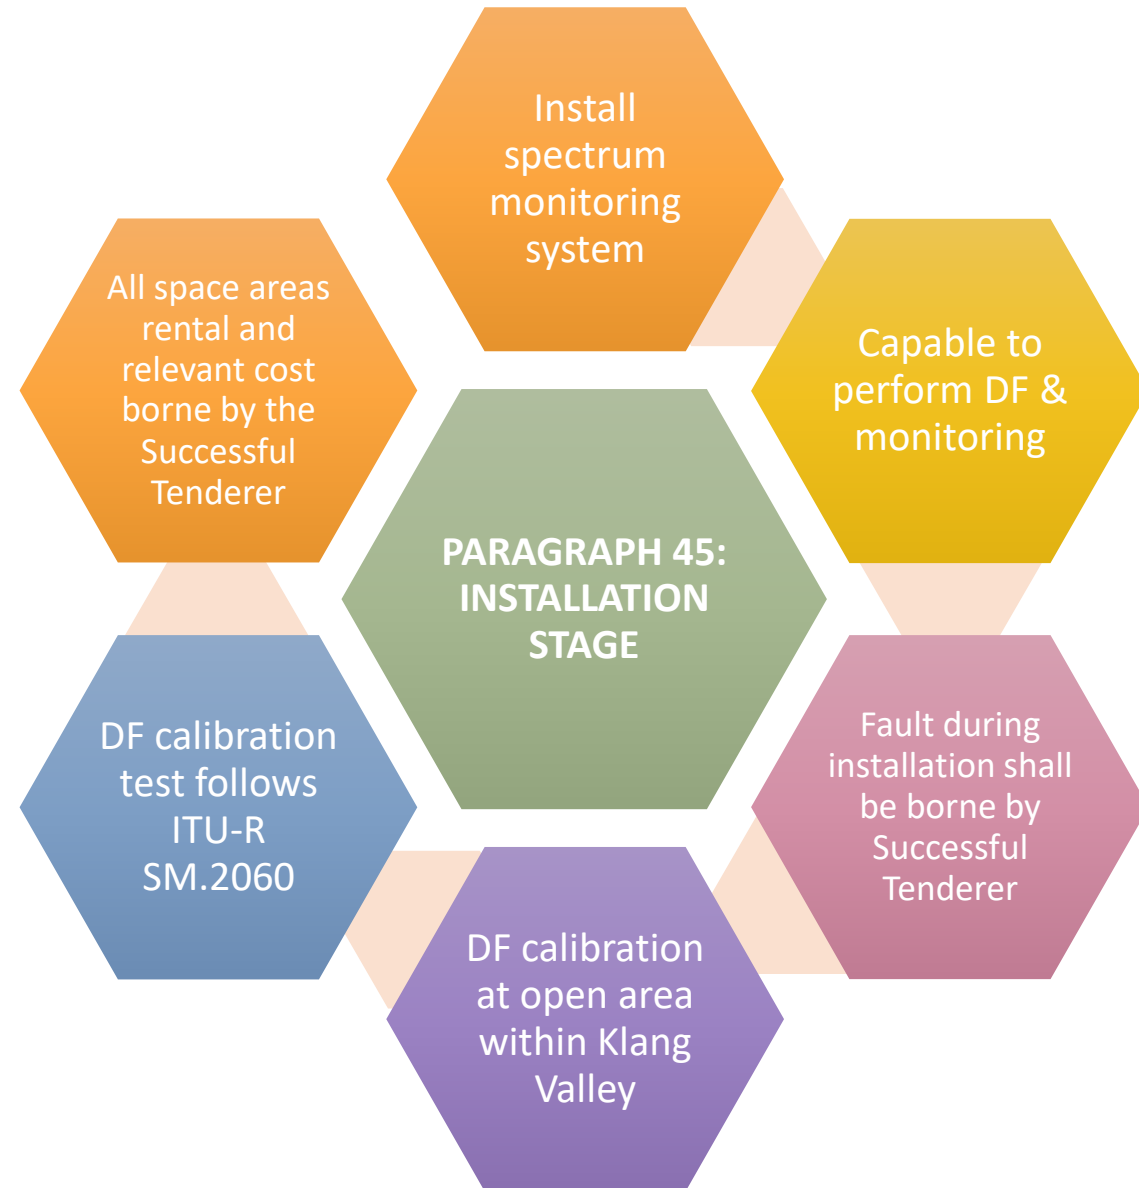 Install
spectrum
monitoring
system
Capable to
perform DF &
monitoring
Fault during
installation shall
be borne by
Successful
Tenderer
DF calibration
at open area
within Klang
Valley
DF calibration
test follows
ITU-R
SM.2060
All space areas
rental and
relevant cost
borne by the
Successful
Tenderer
PARAGRAPH 45:
INSTALLATION
STAGE